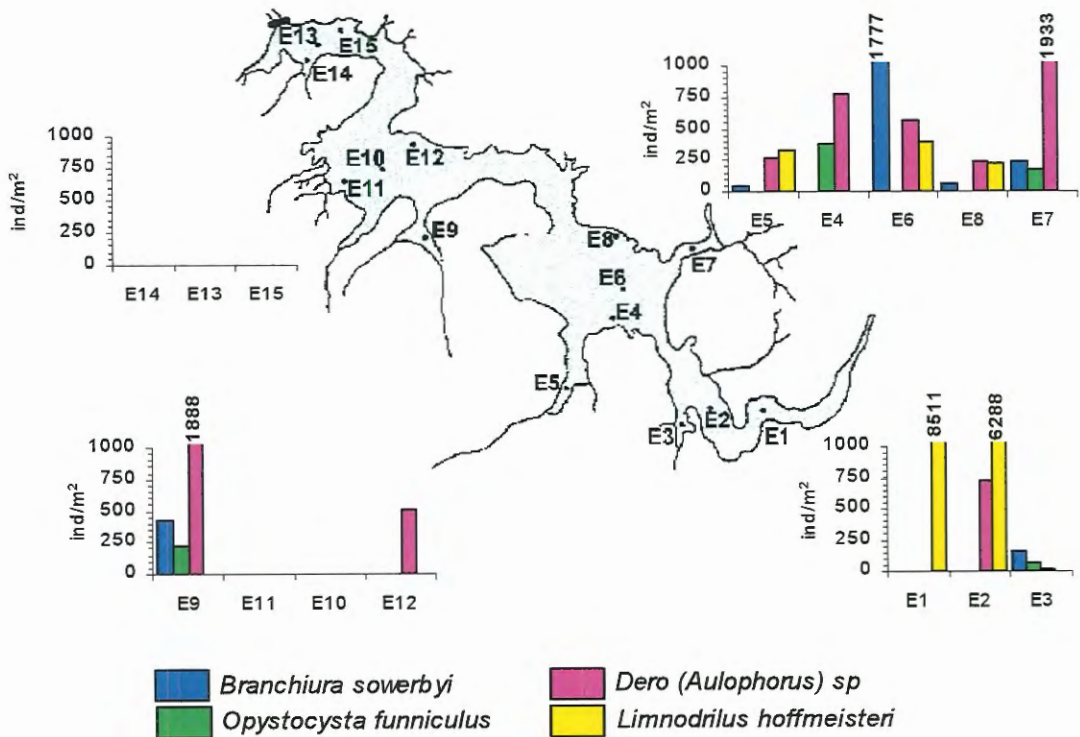 E13
E15
E14
E10
E12
E11
E9
E8
E7
E6
E4
E5
E3
E2
E1
1777
1933
1000
750
500
250
0
ind/m²
E5 E4 E6 E8 E7
1000
750
500
250
0
ind/m²
E14 E13 E15
1888
1000
750
500
250
0
ind/m²
E9 E11 E10 E12
8511
6288
1000
750
500
250
0
ind/m²
E1 E2 E3
Branchiura sowerbyi
Dero (Aulophorus) sp
Opystocysta funniculus
Limnodrilus hoffmeisteri